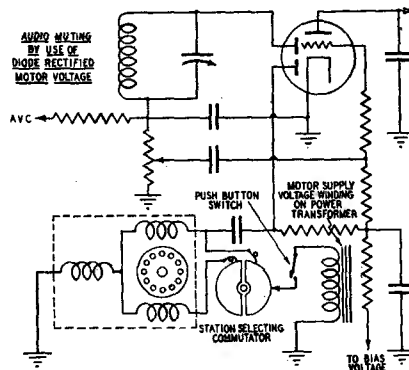 AUDIO MUTING
BY USE OF
DIODE RECTIFIED
MOTOR VOLTAGE
AVC
PUSH BUTTON
SWITCH
MOTOR SUPPLY
VOLTAGE WINDING
ON POWER
TRANSFORMER
STATION SELECTING
COMMUTATOR
TO BIAS
VOLTAGE